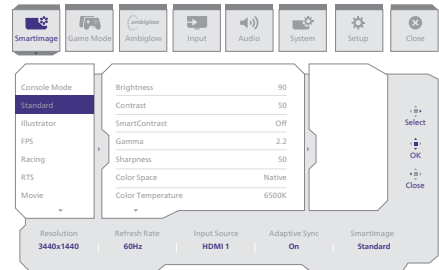 SmartImage
Game Mode
ambiglow
Ambiglow
Input
Audio
System
Setup
Close
Console Mode
Standard
Illustrator
FPS
Racing
RTS
Movie
Brightness 90
Contrast 50
SmartContrast Off
Gamma 2.2
Sharpness 50
Color Space Native
Color Temperature 6500K
Select
OK
Close
Resolution Refresh Rate Input Source Adaptive Sync SmartImage
3440x1440 60Hz HDMI 1 On Standard